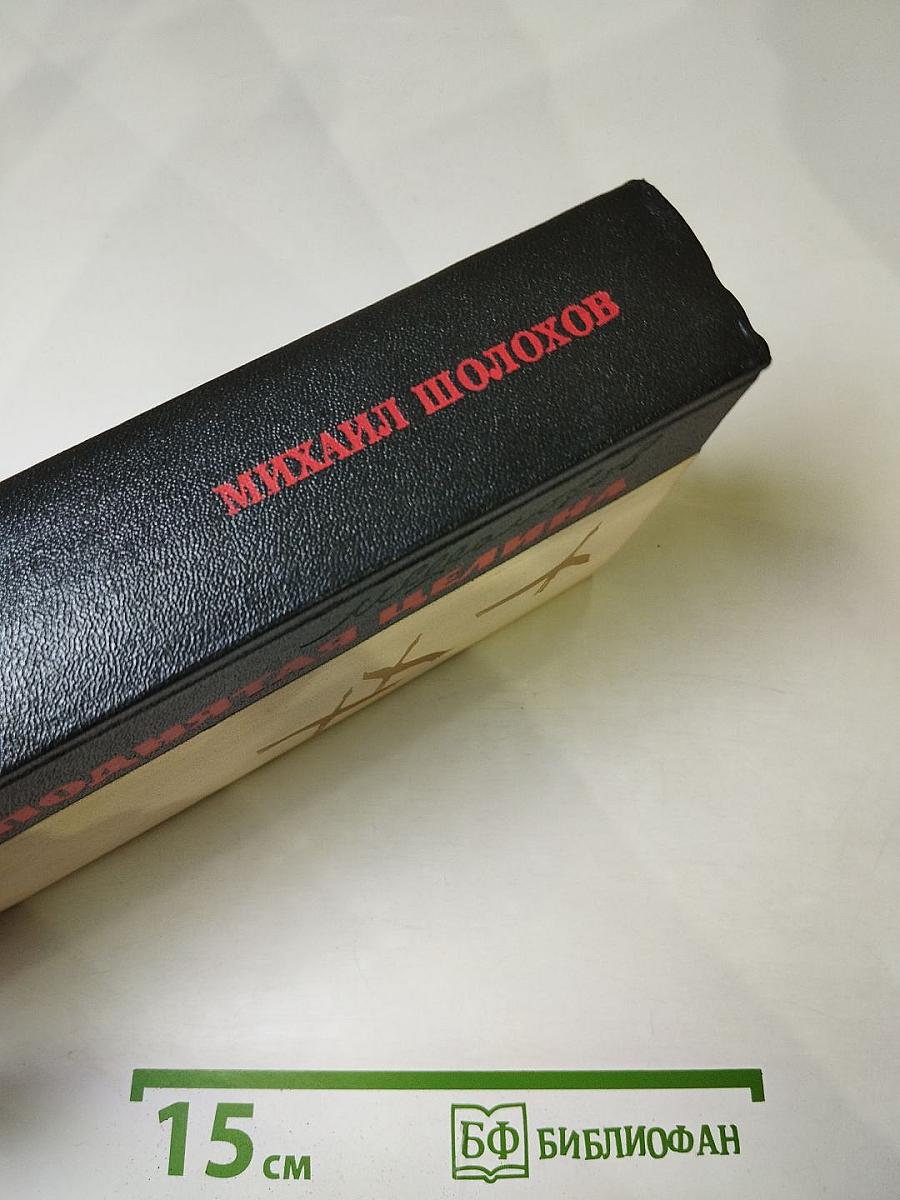 МИХАИЛ ШОЛОХОВ
ПОДНЯТАЯ ЦЕЛИНА
15 см
БФ БИБЛИОФАН